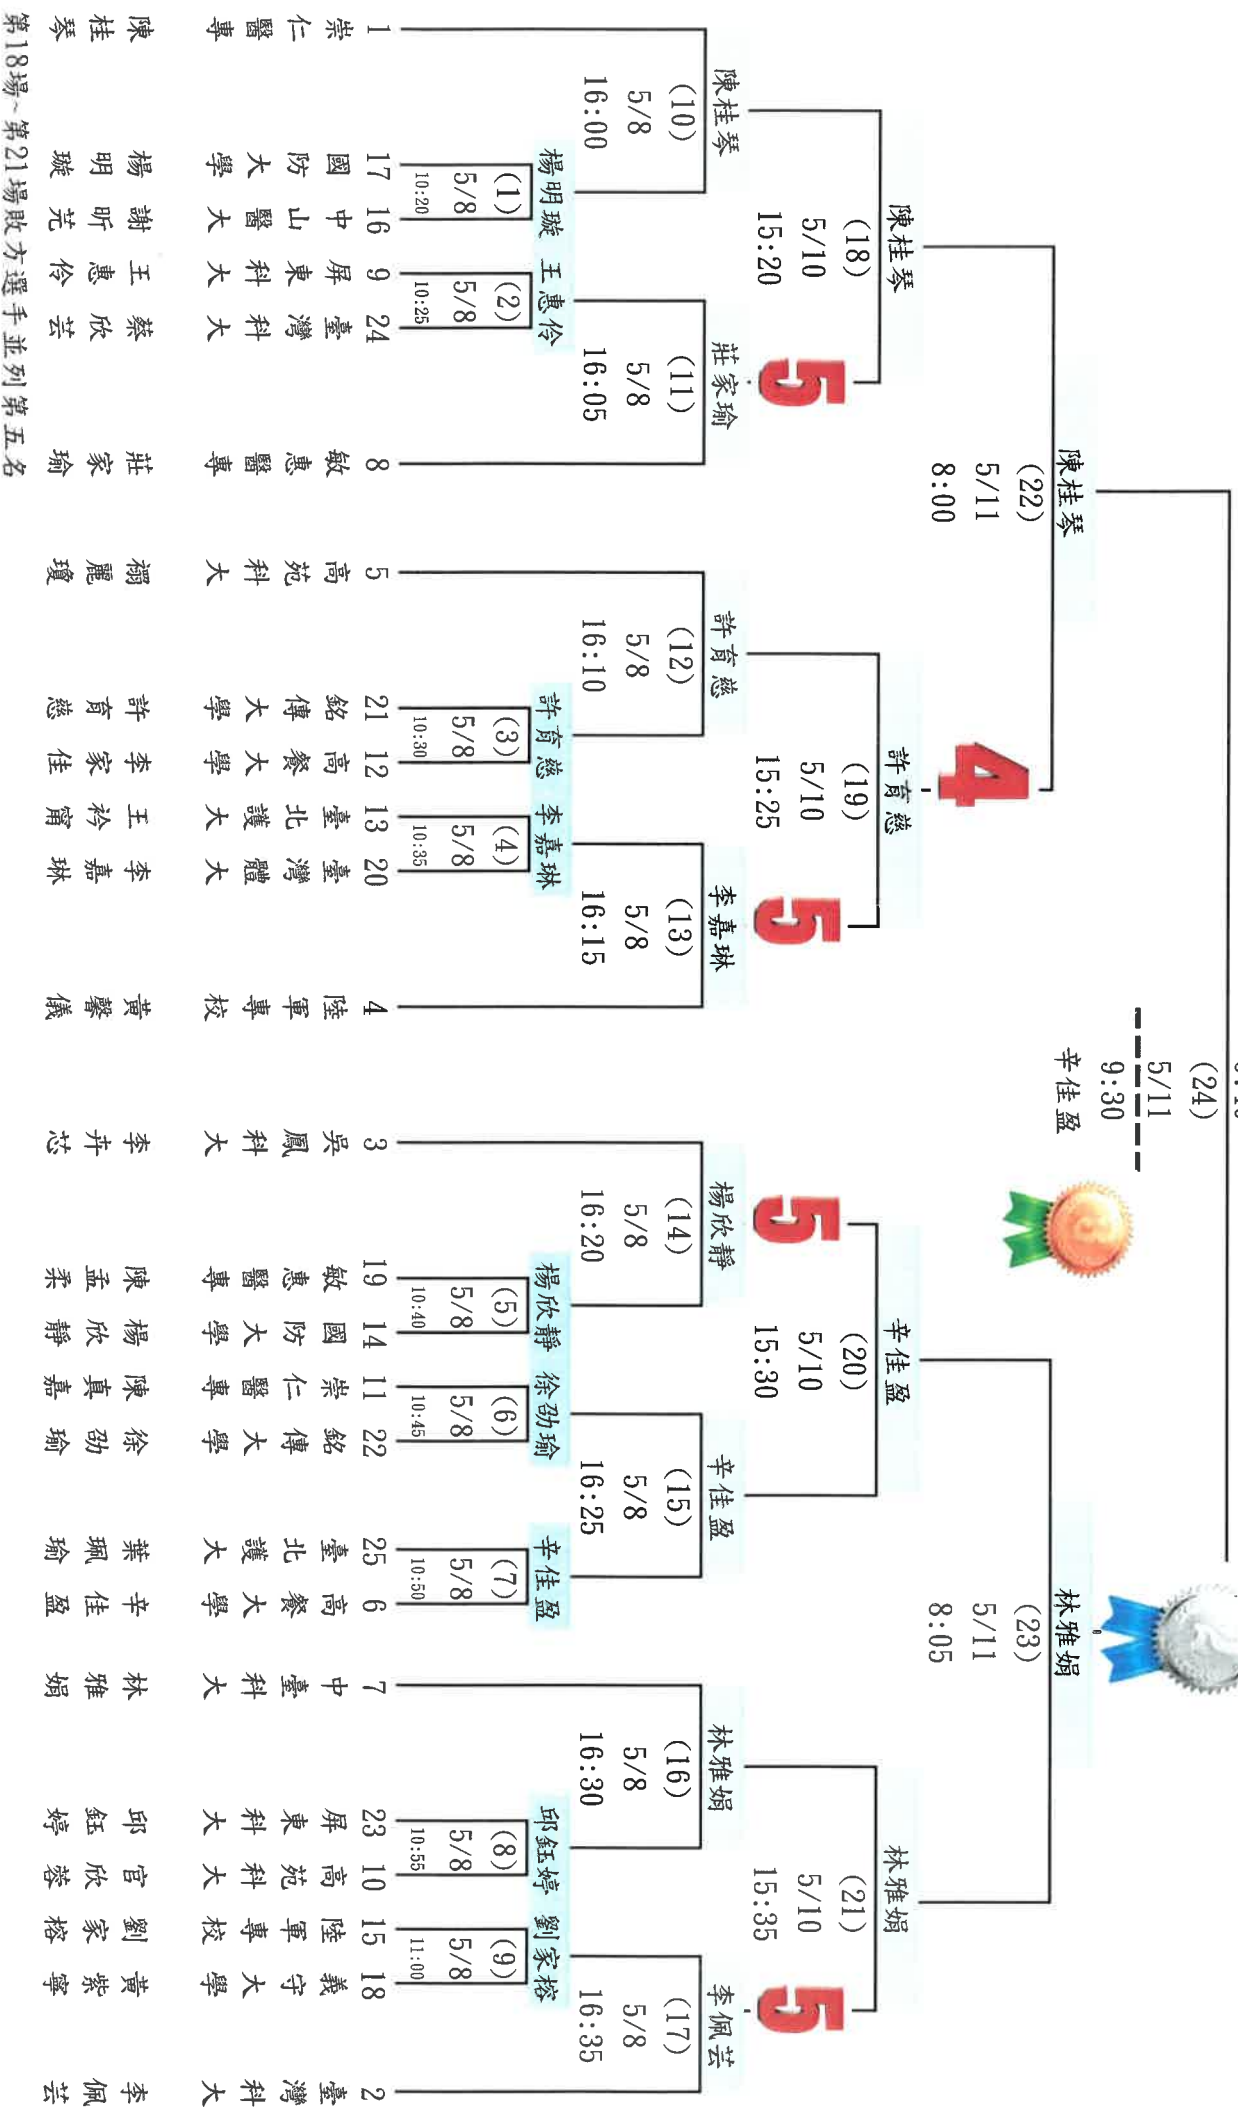 (24)
5/11
9:30
辛佳盈
陳桂琴
(22)
5/11
8:00
林雅娟
(23)
5/11
8:05
4
陳桂琴
(18)
5/10
15:20
許育慈
(19)
5/10
15:25
辛佳盈
(20)
5/10
15:30
林雅娟
(21)
5/10
15:35
5
5
5
5
陳桂琴
(10)
5/8
16:00
莊家瑜
(11)
5/8
16:05
許育慈
(12)
5/8
16:10
李嘉琳
(13)
5/8
16:15
楊欣靜
(14)
5/8
16:20
辛佳盈
(15)
5/8
16:25
林雅娟
(16)
5/8
16:30
李佩芸
(17)
5/8
16:35
楊明璇
(1)
5/8
10:20
王惠伶
(2)
5/8
10:25
許育慈
(3)
5/8
10:30
李嘉琳
(4)
5/8
10:35
楊欣靜
(5)
5/8
10:40
徐劭瑜
(6)
5/8
10:45
辛佳盈
(7)
5/8
10:50
邱鈺婷
(8)
5/8
10:55
劉家榕
(9)
5/8
11:00
1 崇仁醫專 陳桂琴
17 國防大學 楊明璇
16 中山醫大 謝昕芫
9 屏東科大 王惠伶
24 臺灣科大 蔡欣芸
8 敏惠醫專 莊家瑜
5 高苑科大 禤麗瓊
21 銘傳大學 許育慈
12 高餐大學 李家佳
13 臺北護大 王衿甯
20 臺灣體大 李嘉琳
4 陸軍專校 黃馨儀
3 吳鳳科大 李卉芯
19 敏惠醫專 陳孟柔
14 國防大學 楊欣靜
11 崇仁醫專 陳真嘉
22 銘傳大學 徐劭瑜
25 臺北護大 葉珮瑜
6 高餐大學 辛佳盈
7 中臺科大 林雅娟
23 屏東科大 邱鈺婷
10 高苑科大 官欣蓉
15 陸軍專校 劉家榕
18 義守大學 黃紫寧
2 臺灣科大 李佩芸
第18場~第21場敗方選手並列第五名